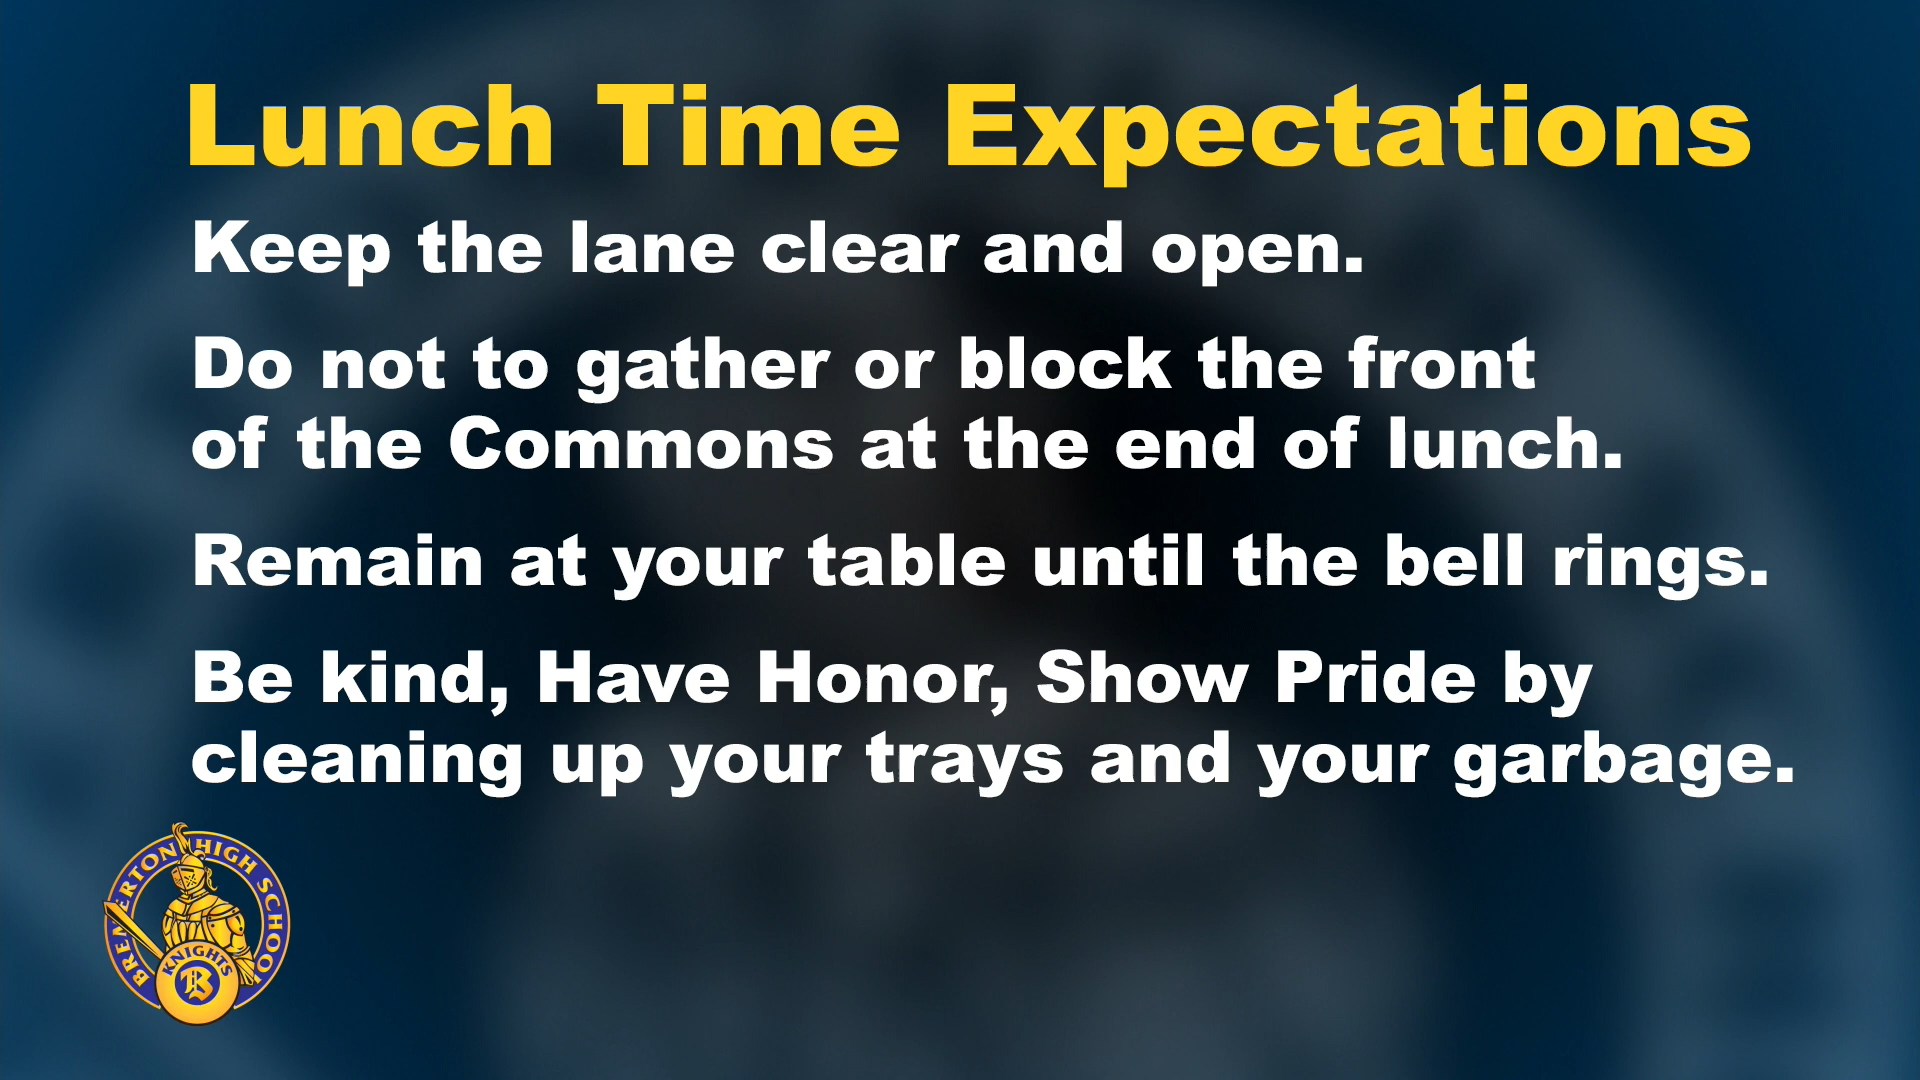 Lunch Time Expectations
Keep the lane clear and open.
Do not to gather or block the front
of the Commons at the end of lunch.
Remain at your table until the bell rings.
Be kind, Have Honor, Show Pride by
cleaning up your trays and your garbage.
BREMERTON HIGH SCHOOL
KNIGHTS
B